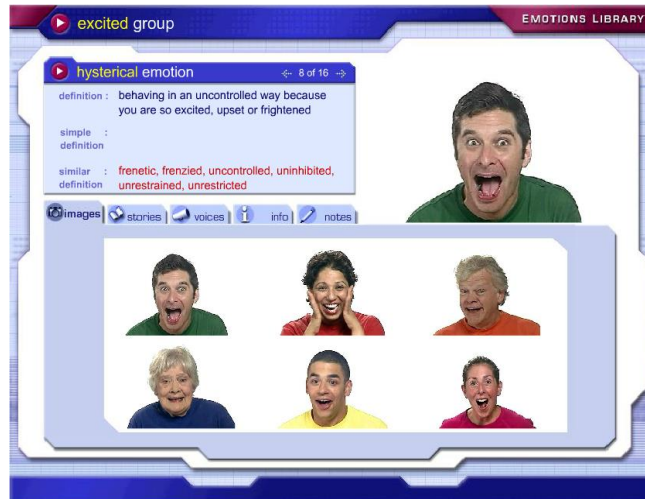 excited group
EMOTIONS LIBRARY
hysterical emotion
8 of 16
definition : behaving in an uncontrolled way because
you are so excited, upset or frightened
simple :
definition
similar : frenetic, frenzied, uncontrolled, uninhibited,
definition unrestrained, unrestricted
images stories voices i info notes